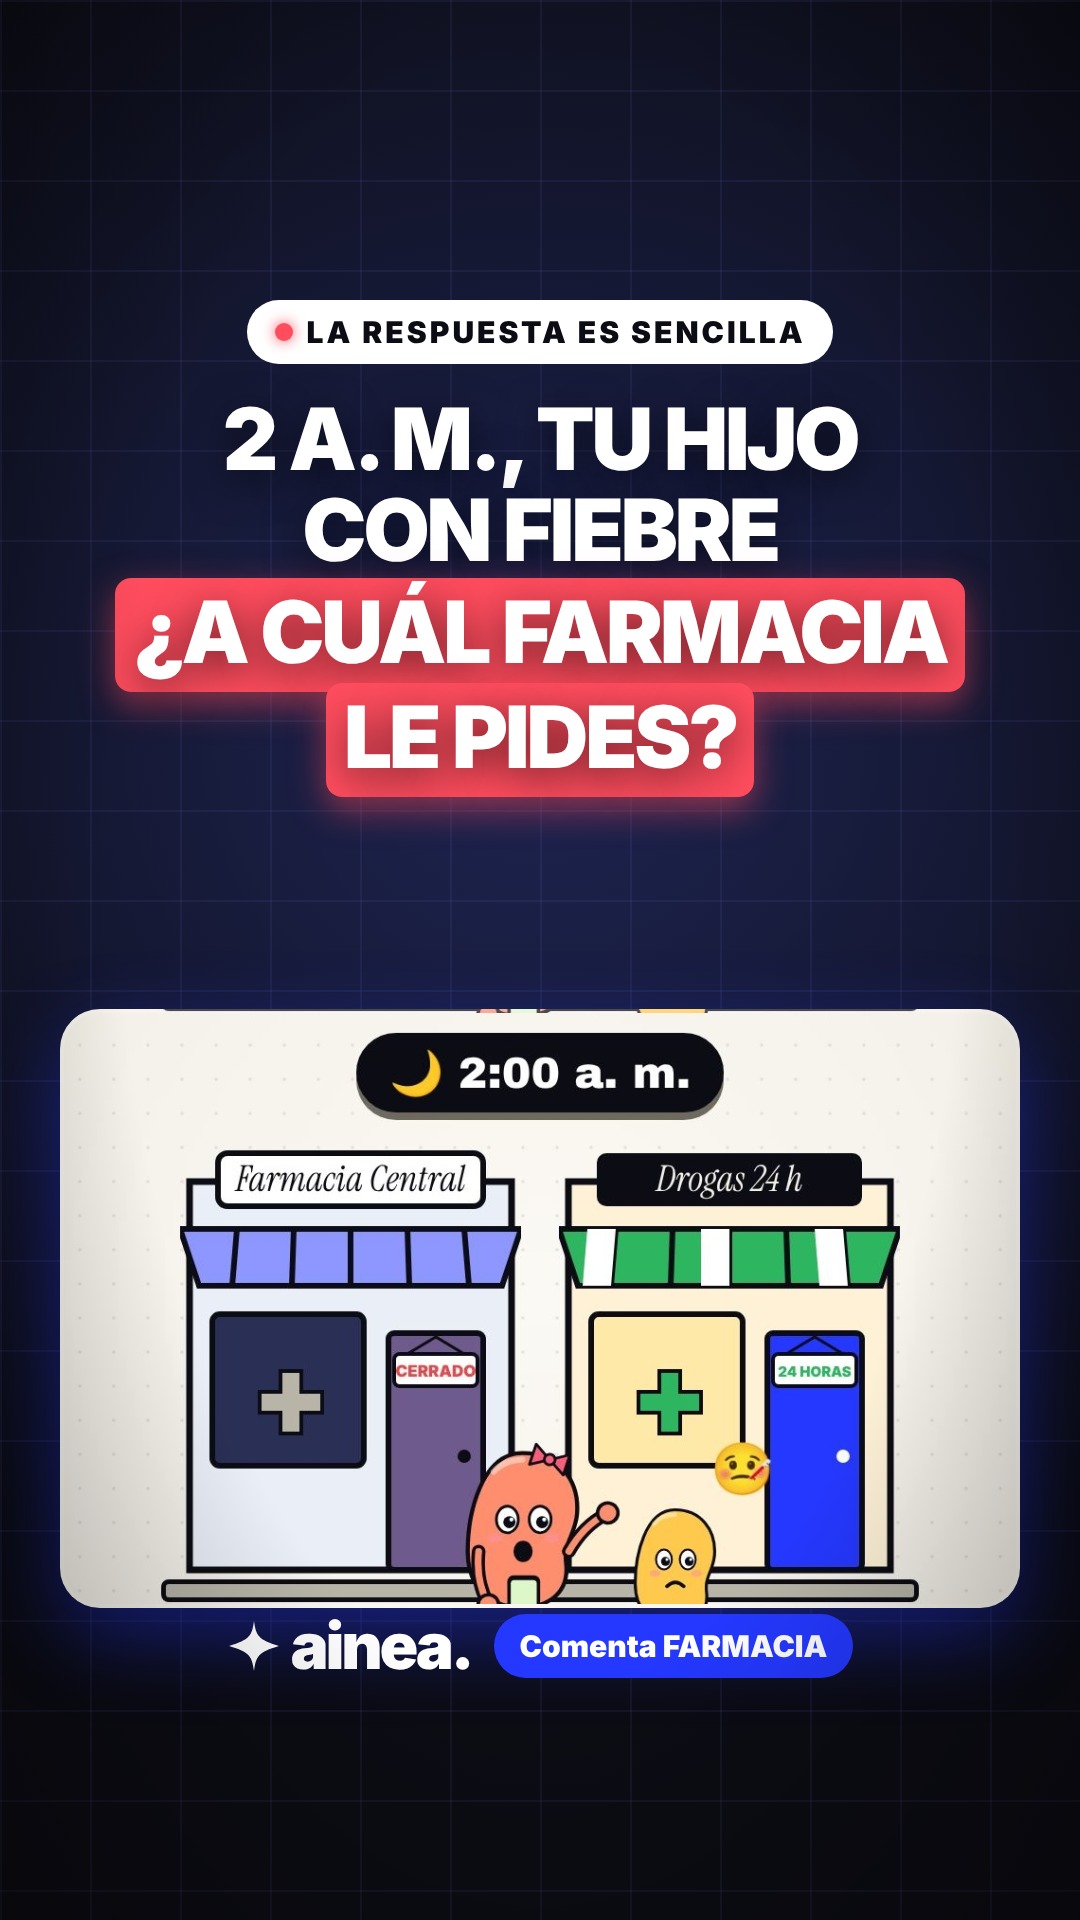 LA RESPUESTA ES SENCILLA
2 A. M., TU HIJO
CON FIEBRE
¿A CUÁL FARMACIA
LE PIDES?
2:00 a. m.
Farmacia Central
Drogas 24 h
CERRADO
24 HORAS
ainea.
Comenta FARMACIA